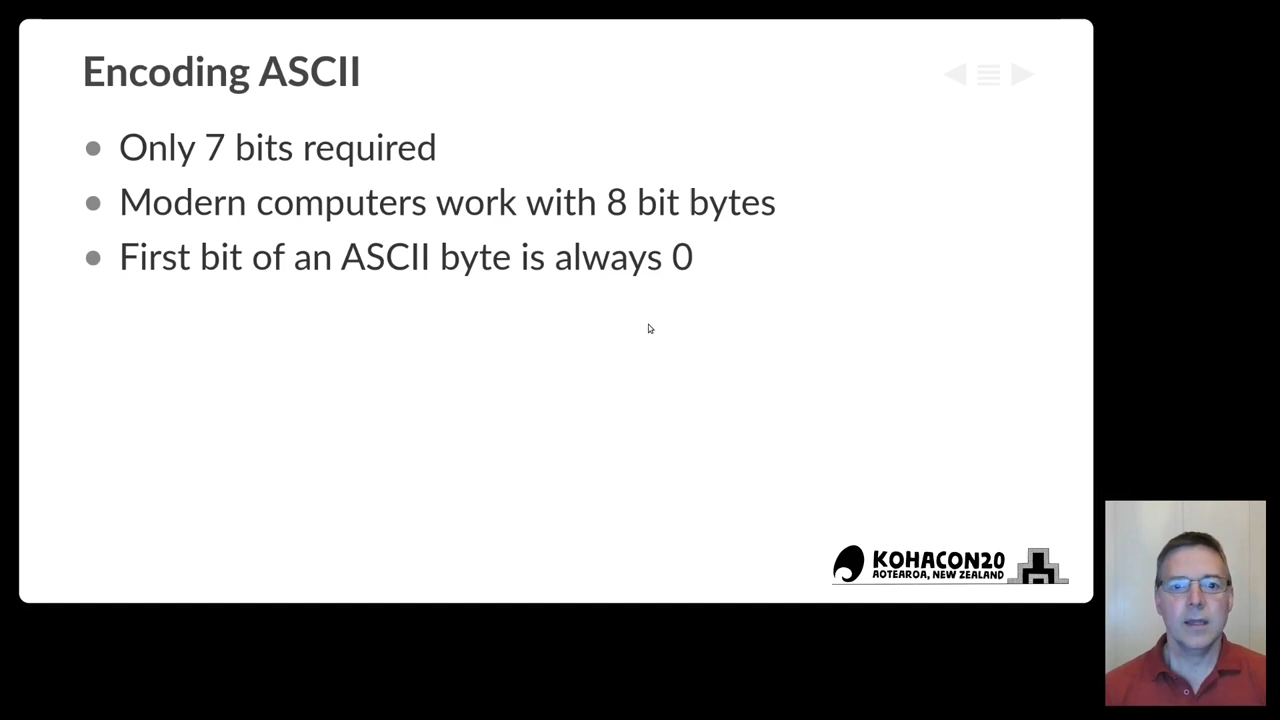 Encoding ASCII
Only 7 bits required
Modern computers work with 8 bit bytes
First bit of an ASCII byte is always 0
KOHACON20
AOTEAROA, NEW ZEALAND